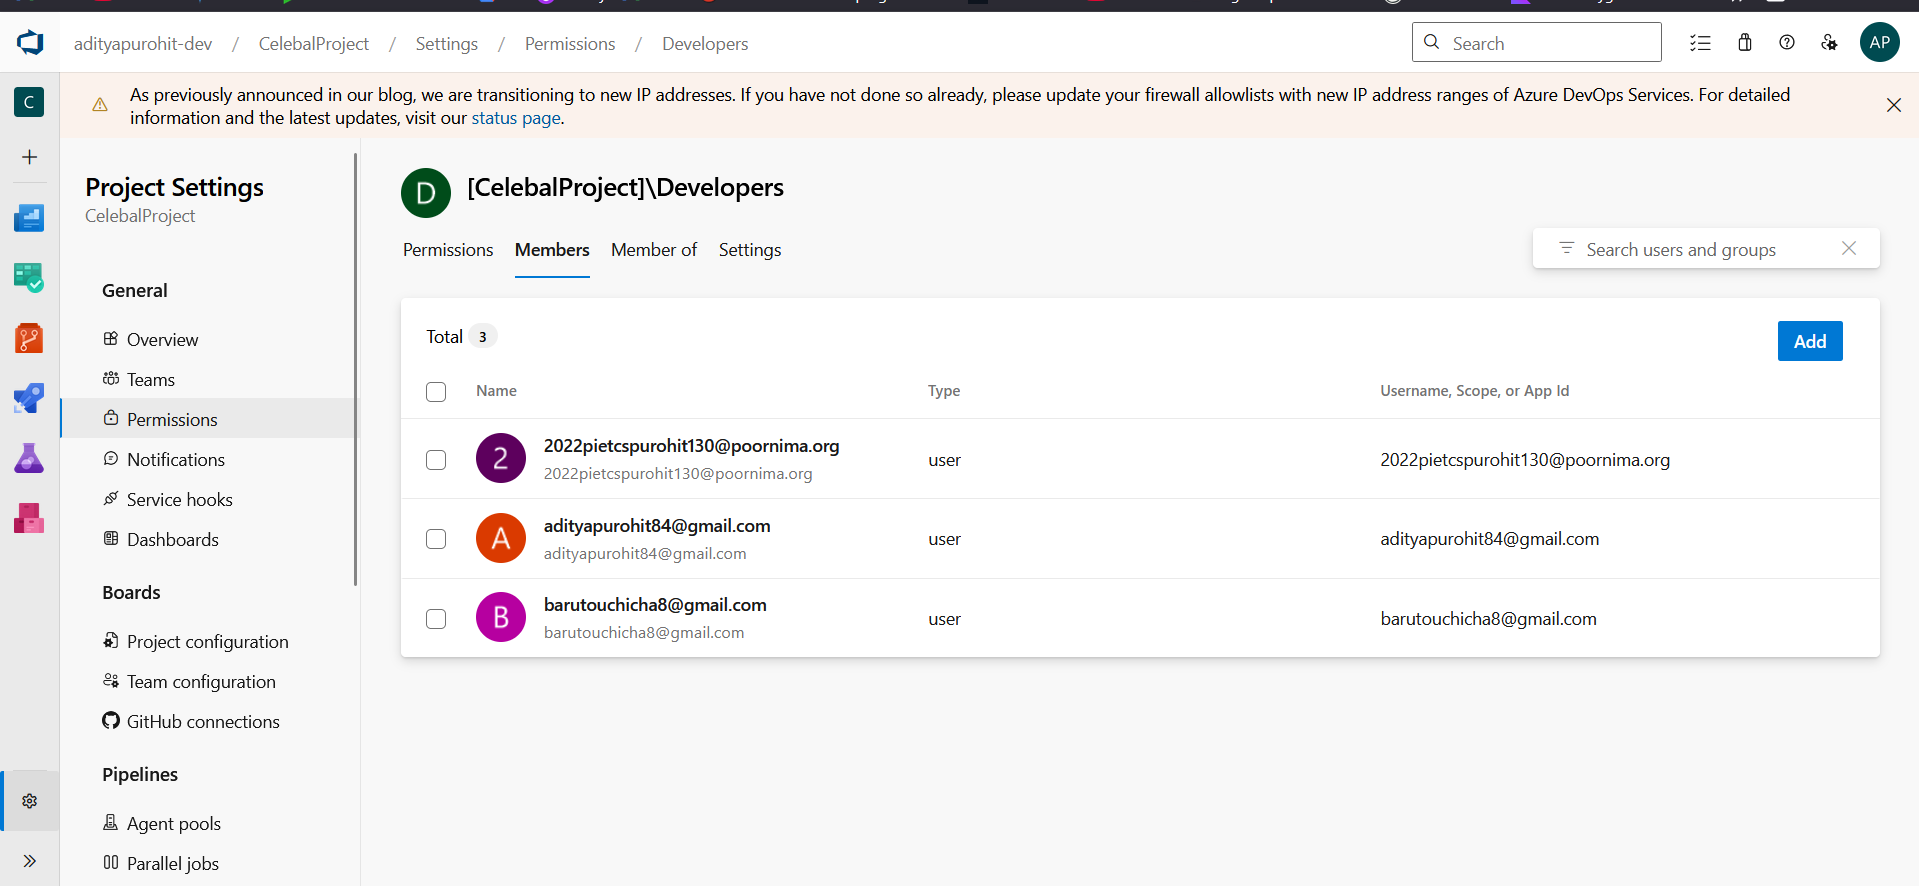 adityapurohit-dev / CelebalProject / Settings / Permissions / Developers
Search
AP
C
As previously announced in our blog, we are transitioning to new IP addresses. If you have not done so already, please update your firewall allowlists with new IP address ranges of Azure DevOps Services. For detailed
information and the latest updates, visit our status page.
Project Settings
CelebalProject
General
Overview
Teams
Permissions
Notifications
Service hooks
Dashboards
Boards
Project configuration
Team configuration
GitHub connections
Pipelines
Agent pools
Parallel jobs
D
[CelebalProject]\Developers
Permissions Members Member of Settings
Search users and groups
Total 3
Add
Name Type Username, Scope, or App Id
2 2022pietcspurohit130@poornima.org user 2022pietcspurohit130@poornima.org
2022pietcspurohit130@poornima.org
A adityapurohit84@gmail.com user adityapurohit84@gmail.com
adityapurohit84@gmail.com
B barutouchicha8@gmail.com user barutouchicha8@gmail.com
barutouchicha8@gmail.com